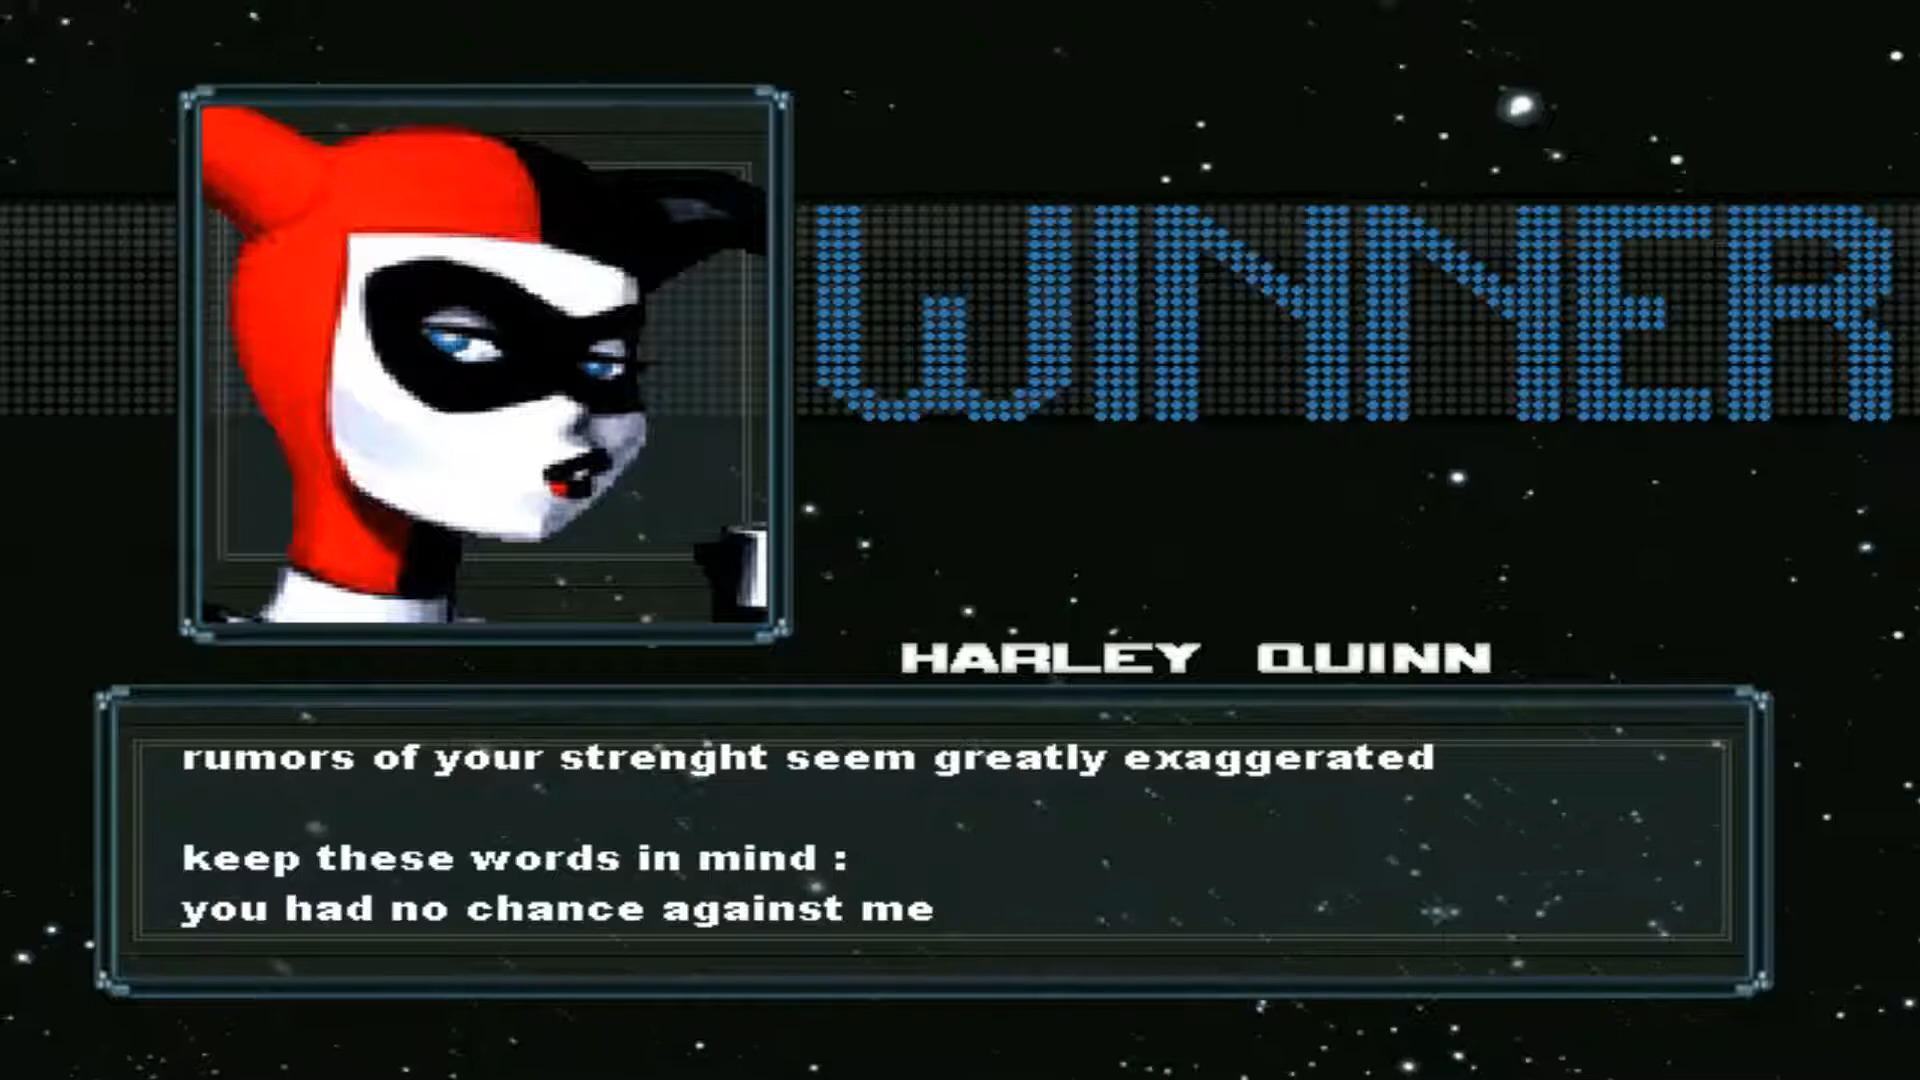 WINNER
HARLEY QUINN
rumors of your strenght seem greatly exaggerated
keep these words in mind :
you had no chance against me